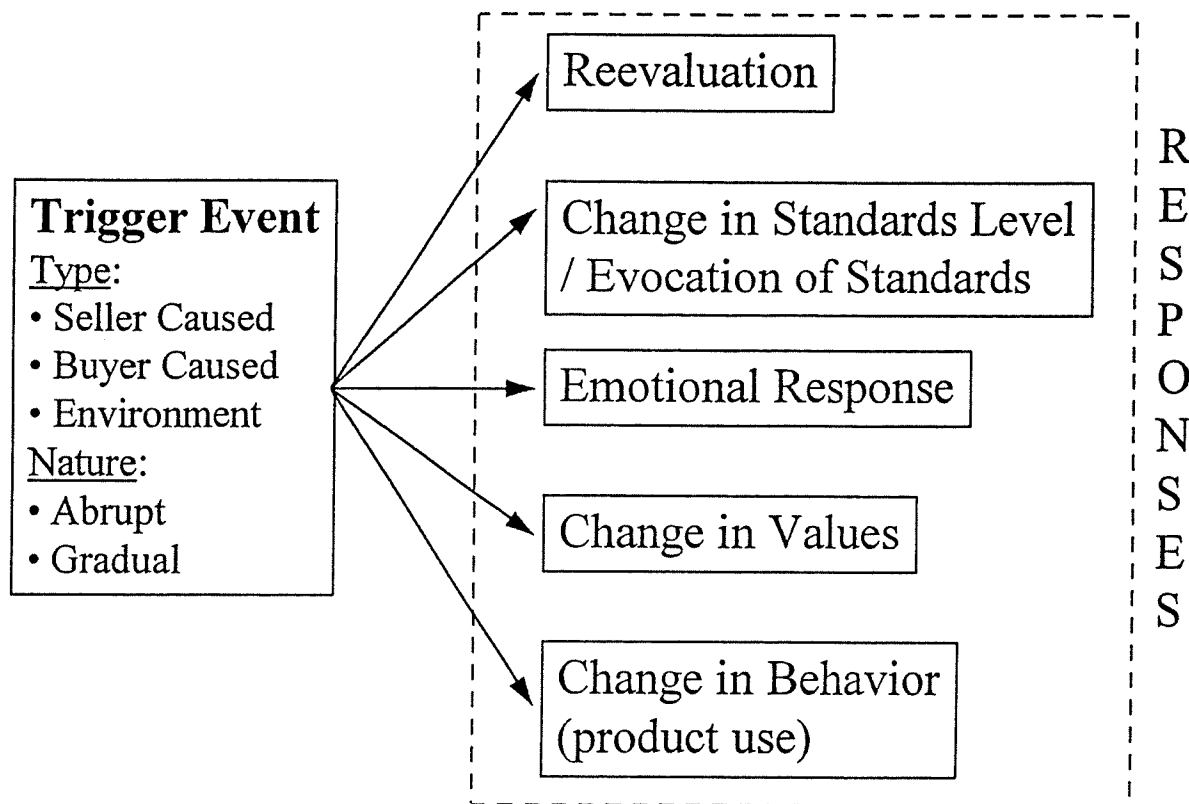 Trigger Event
Type:
• Seller Caused
• Buyer Caused
• Environment
Nature:
• Abrupt
• Gradual
Reevaluation
Change in Standards Level
/ Evocation of Standards
Emotional Response
Change in Values
Change in Behavior
(product use)
RESPONSES